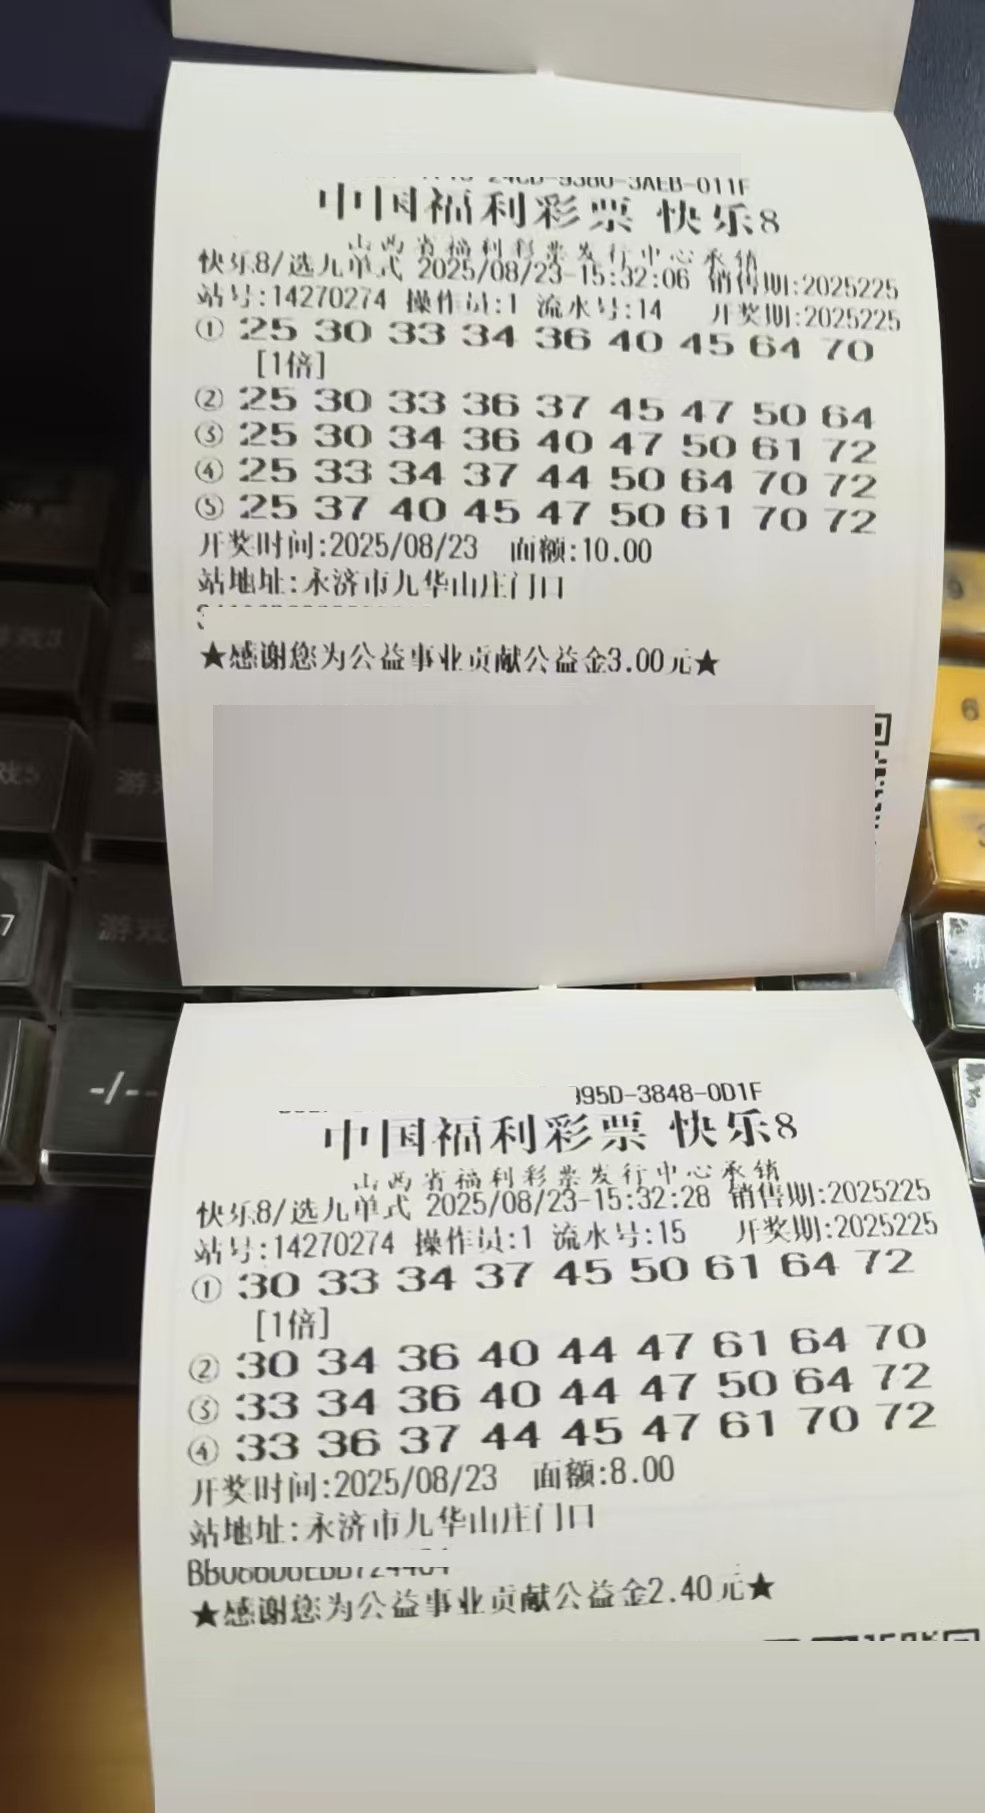 中国福利彩票 快乐8
山西省福利彩票发行中心承销
快乐8/选九单式 2025/08/23-15:32:06 销售期:2025225
站号:14270274 操作员:1 流水号:14 开奖期:2025225
① 25 30 33 34 36 40 45 64 70
[1倍]
② 25 30 33 36 37 45 47 50 64
③ 25 30 34 36 40 47 50 61 72
④ 25 33 34 37 44 50 64 70 72
⑤ 25 37 40 45 47 50 61 70 72
开奖时间:2025/08/23 面额:10.00
站地址:永济市九华山庄门口
★感谢您为公益事业贡献公益金3.00元★
995D-3848-0D1F
中国福利彩票 快乐8
山西省福利彩票发行中心承销
快乐8/选九单式 2025/08/23-15:32:28 销售期:2025225
站号:14270274 操作员:1 流水号:15 开奖期:2025225
① 30 33 34 37 45 50 61 64 72
[1倍]
② 30 34 36 40 44 47 61 64 70
③ 33 34 36 40 44 47 50 64 72
④ 33 36 37 44 45 47 61 70 72
开奖时间:2025/08/23 面额:8.00
站地址:永济市九华山庄门口
★感谢您为公益事业贡献公益金2.40元★
-/--
7
6